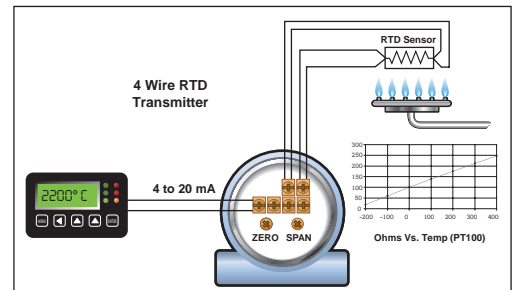 RTD Sensor
4 Wire RTD
Transmitter
2200°C
4 to 20 mA
ZERO SPAN
300
250
200
150
100
50
0
-200 -100 0 100 200 300 400
Ohms Vs. Temp (PT100)